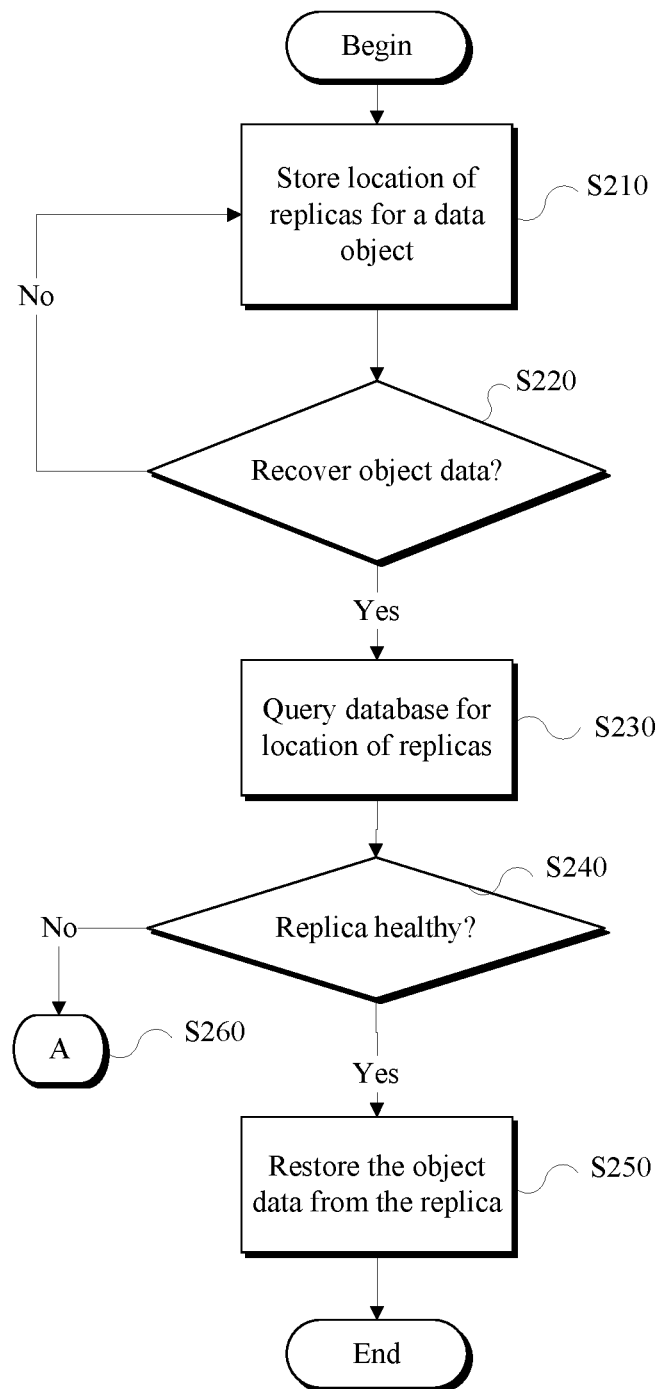 Begin
Store location of
replicas for a data
object
S210
No
S220
Recover object data?
Yes
Query database for
location of replicas
S230
S240
Replica healthy?
No
A
S260
Yes
Restore the object
data from the replica
S250
End